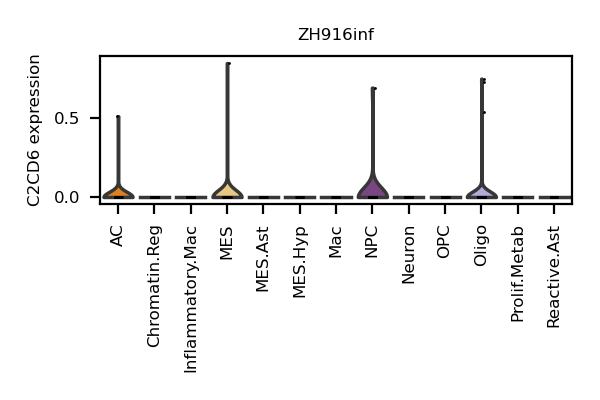 ZH916inf
C2CD6 expression
0.5
0.0
AC
Chromatin.Reg
Inflammatory.Mac
MES
MES.Ast
MES.Hyp
Mac
NPC
Neuron
OPC
Oligo
Prolif.Metab
Reactive.Ast